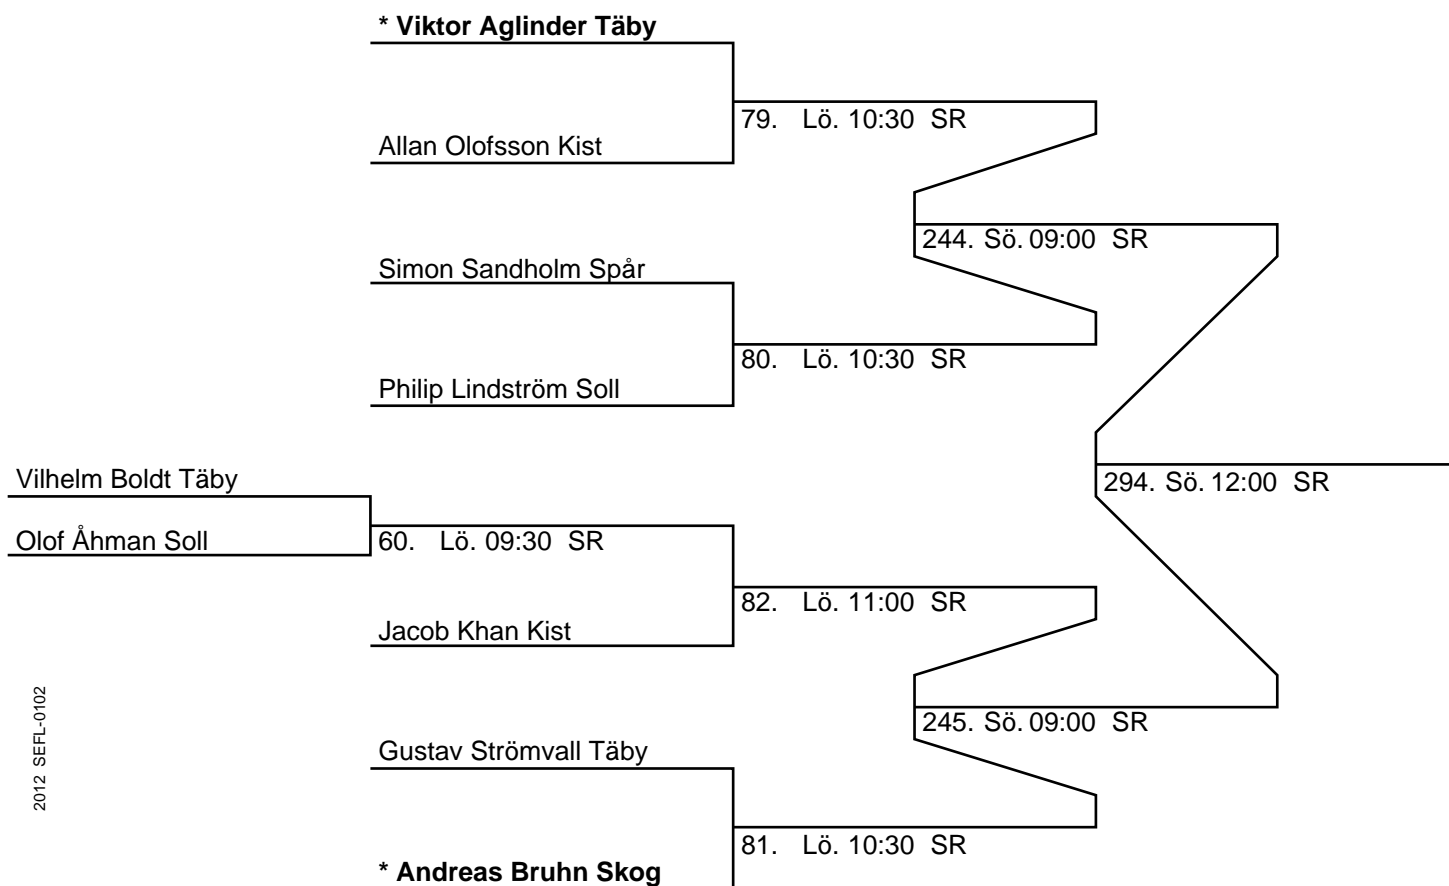 * Viktor Aglinder Täby
79. Lö. 10:30 SR
Allan Olofsson Kist
244. Sö. 09:00 SR
Simon Sandholm Spår
80. Lö. 10:30 SR
Philip Lindström Soll
Vilhelm Boldt Täby
294. Sö. 12:00 SR
Olof Åhman Soll
60. Lö. 09:30 SR
82. Lö. 11:00 SR
Jacob Khan Kist
245. Sö. 09:00 SR
Gustav Strömvall Täby
81. Lö. 10:30 SR
* Andreas Bruhn Skog
2012 SEFL-0102